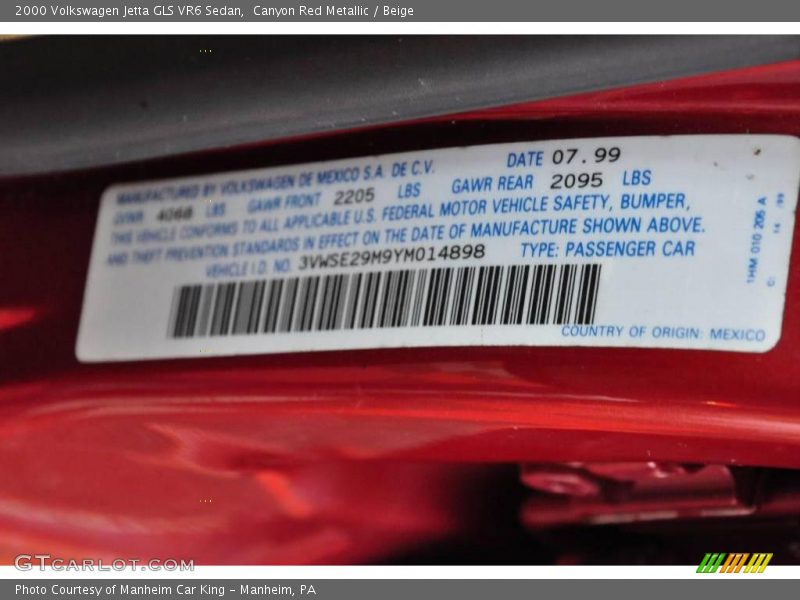 2000 Volkswagen Jetta GLS VR6 Sedan, Canyon Red Metallic / Beige
MANUFACTURED BY VOLKSWAGEN DE MEXICO S.A. DE C.V. DATE 07.99
GVWR 4068 LBS GAWR FRONT 2205 LBS GAWR REAR 2095 LBS
THIS VEHICLE CONFORMS TO ALL APPLICABLE U.S. FEDERAL MOTOR VEHICLE SAFETY, BUMPER,
AND THEFT PREVENTION STANDARDS IN EFFECT ON THE DATE OF MANUFACTURE SHOWN ABOVE.
VEHICLE I.D. NO. 3VWSE29M9YM014898 TYPE: PASSENGER CAR
COUNTRY OF ORIGIN: MEXICO
1HM 010 205 A
GTCARLOT.COM
Photo Courtesy of Manheim Car King - Manheim, PA